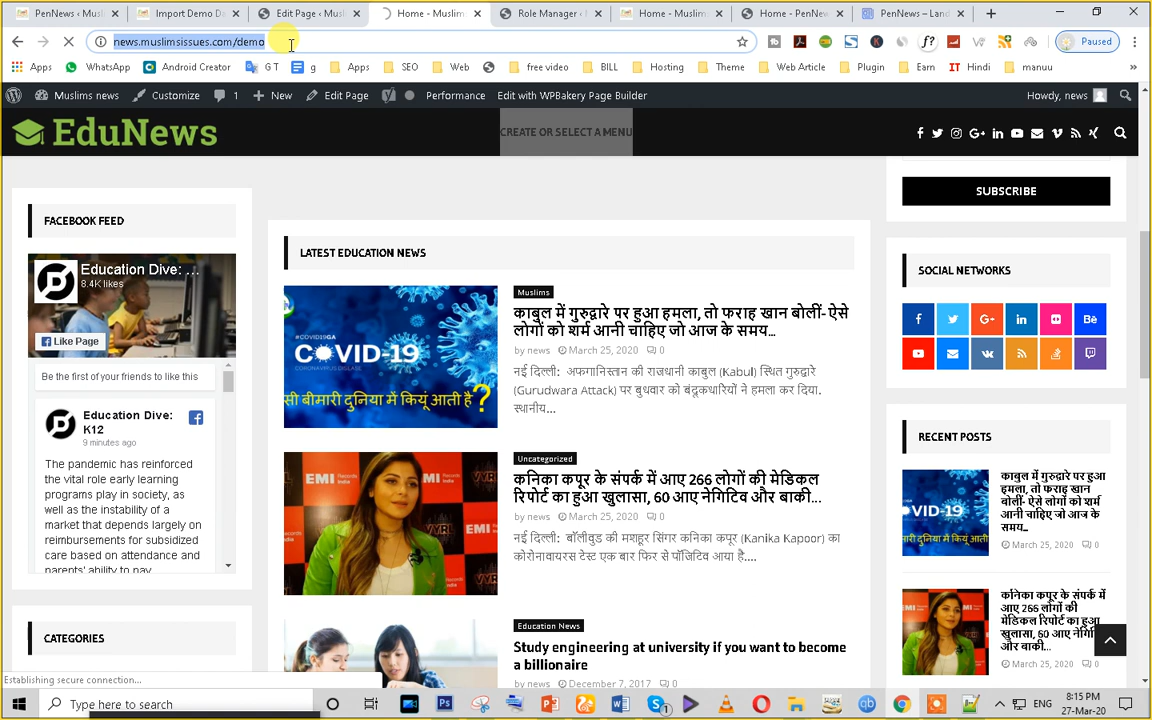 PenNews ‹ Musli
Import Demo Da
Edit Page ‹ Musli
Home - Muslim
Role Manager ‹ M
Home - Muslim
Home - PenNew
PenNews – Land
news.muslimsissues.com/demo
Paused
Apps
WhatsApp
Android Creator
G T
g
Apps
SEO
Web
free video
BILL
Hosting
Theme
Web Article
Plugin
Earn
IT Hindi
manuu
Muslims news
Customize
1
New
Edit Page
Performance
Edit with WPBakery Page Builder
Howdy, news
EduNews
CREATE OR SELECT A MENU
SUBSCRIBE
FACEBOOK FEED
Education Dive: ...
8.4K likes
Like Page
Be the first of your friends to like this
Education Dive:
K12
9 minutes ago
The pandemic has reinforced
the vital role early learning
programs play in society, as
well as the instability of a
market that depends largely on
reimbursements for subsidized
care based on attendance and
parents' ability to pay
CATEGORIES
LATEST EDUCATION NEWS
#COVID19GA
COVID-19
CORONAVIRUS DISEASE
सी बीमारी दुनिया में कियूं आती है?
Muslims
काबुल में गुरुद्वारे पर हुआ हमला, तो फराह खान बोलीं- ऐसे
लोगों को शर्म आनी चाहिए जो आज के समय...
by news March 25, 2020 0
नई दिल्ली: अफगानिस्तान की राजधानी काबुल (Kabul) स्थित गुरुद्वारे
(Gurudwara Attack) पर बुधवार को बंदूकधारियों ने हमला कर दिया.
स्थानीय...
EMI Records
India
EMI
Uncategorized
कनिका कपूर के संपर्क में आए 266 लोगों की मेडिकल
रिपोर्ट का हुआ खुलासा, 60 आए नेगिटिव और बाकी...
by news March 25, 2020 0
नई दिल्ली: बॉलीवुड की मशहूर सिंगर कनिका कपूर (Kanika Kapoor) का
कोरोनावायरस टेस्ट एक बार फिर से पॉजिटिव आया है....
Education News
Study engineering at university if you want to become
a billionaire
by news December 7, 2017 0
SOCIAL NETWORKS
RECENT POSTS
काबुल में गुरुद्वारे पर हुआ
हमला, तो फराह खान
बोलीं- ऐसे लोगों को शर्म
आनी चाहिए जो आज के
समय...
March 25, 2020 0
कनिका कपूर के संपर्क में
आए 266 लोगों की
मेडिकल रिपोर्ट का हुआ
खुलासा, 60 आए नेगि
और बाकी...
March 25, 2020 0
Establishing secure connection...
Type here to search
ENG
8:15 PM
27-Mar-20